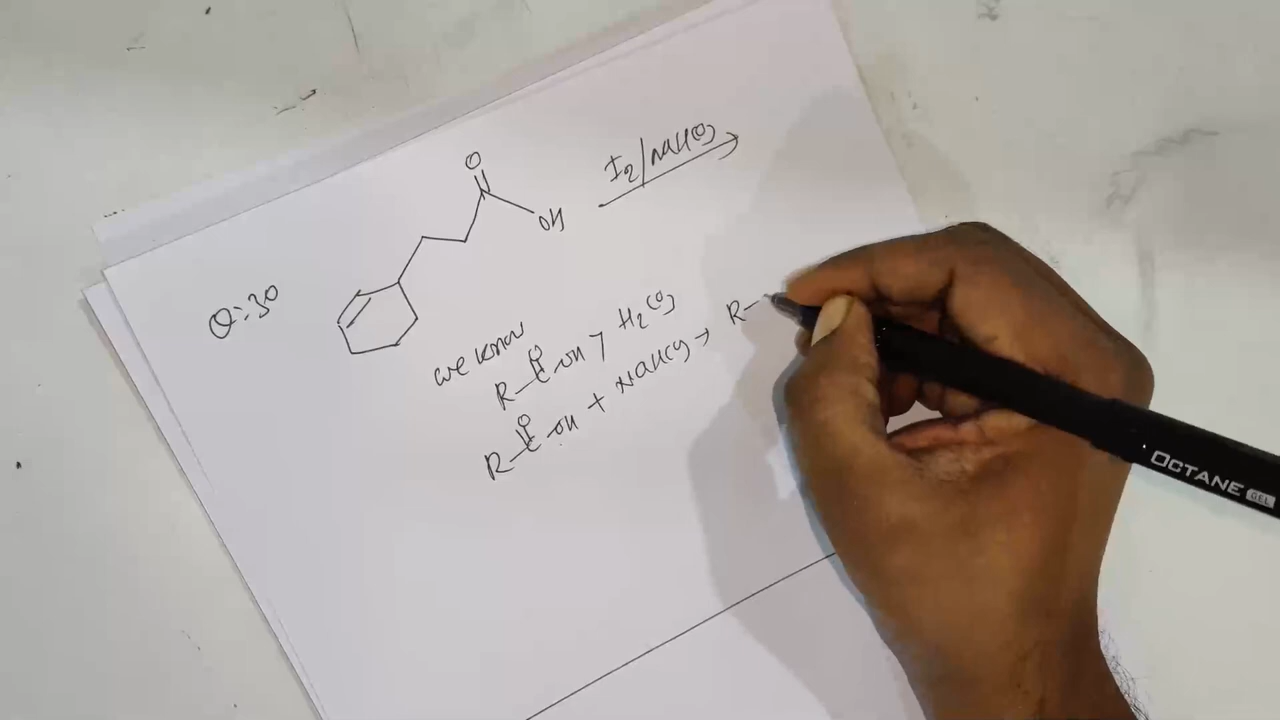 Q:30
O
OH
I2/NaHCO3
we know
R-C(=O)-OH > H2CO3
R-C(=O)-OH + NaHCO3 → R-
OCTANE GEL